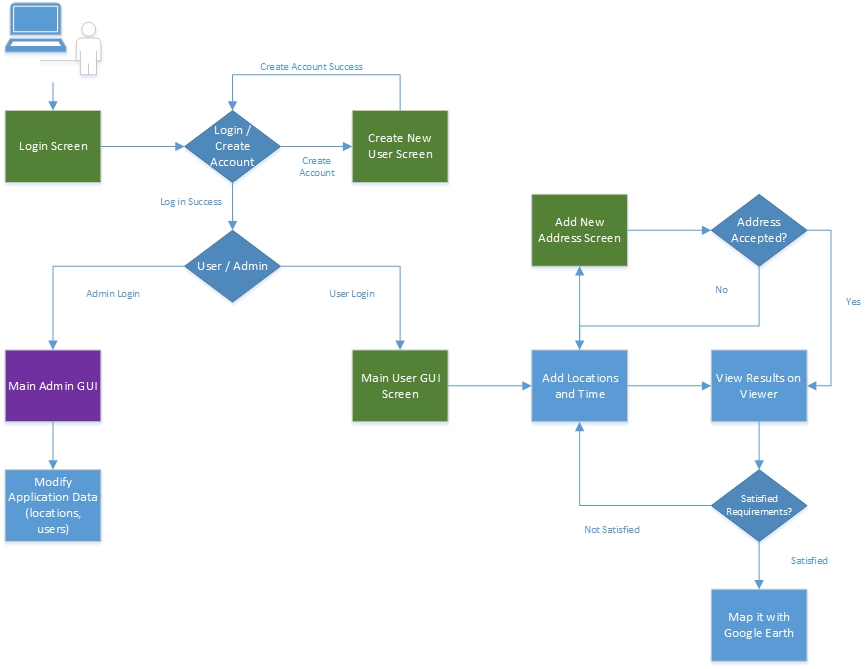 Create Account Success
Login Screen
Login /
Create
Account
Create New
User Screen
Create
Account
Log in Success
Add New
Address Screen
Address
Accepted?
User / Admin
Admin Login
User Login
No
Yes
Main Admin GUI
Main User GUI
Screen
Add Locations
and Time
View Results on
Viewer
Modify
Application Data
(locations,
users)
Satisfied
Requirements?
Not Satisfied
Satisfied
Map it with
Google Earth